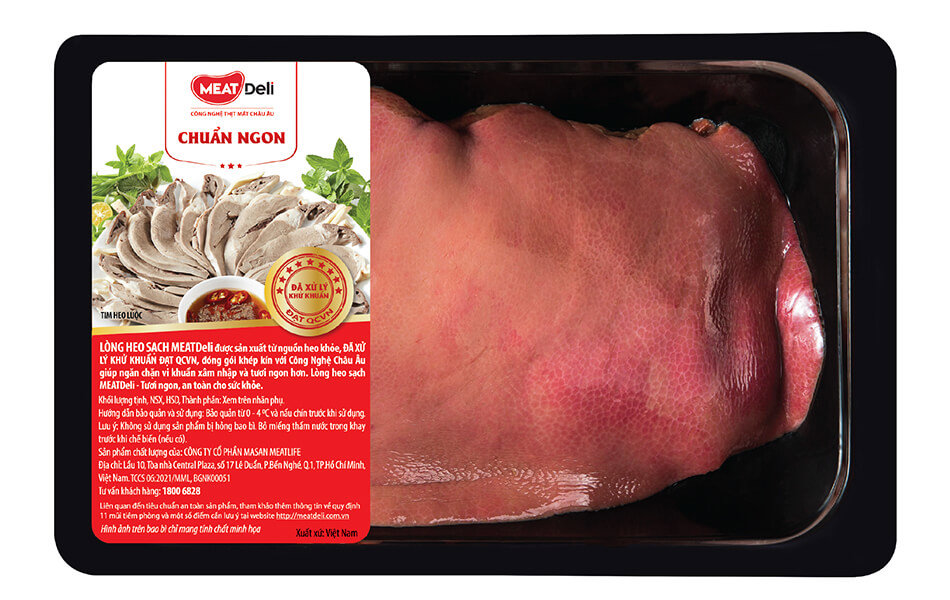 MEATDeli
CÔNG NGHỆ THỊT MÁT CHÂU ÂU
CHUẨN NGON
ĐÃ XỬ LÝ
KHỬ KHUẨN
ĐẠT QCVN
TIM HEO LUỘC
LÒNG HEO SẠCH MEATDeli được sản xuất từ nguồn heo khỏe, ĐÃ XỬ
LÝ KHỬ KHUẨN ĐẠT QCVN, đóng gói khép kín với Công Nghệ Châu Âu
giúp ngăn chặn vi khuẩn xâm nhập và tươi ngon hơn. Lòng heo sạch
MEATDeli - Tươi ngon, an toàn cho sức khỏe.
Khối lượng tịnh, NSX, HSD, Thành phần: Xem trên nhãn phụ.
Hướng dẫn bảo quản và sử dụng: Bảo quản từ 0 - 4 ºC và nấu chín trước khi sử dụng.
Lưu ý: Không sử dụng sản phẩm bị hỏng bao bì. Bỏ miếng thấm nước trong khay
trước khi chế biến (nếu có).
Sản phẩm chất lượng của: CÔNG TY CỔ PHẦN MASAN MEATLIFE
Địa chỉ: Lầu 10, Tòa nhà Central Plaza, số 17 Lê Duẩn, P.Bến Nghé, Q.1, TP.Hồ Chí Minh,
Việt Nam. TCCS 06:2021/MML, BGNK00051
Tư vấn khách hàng: 1800 6828
Liên quan đến tiêu chuẩn an toàn sản phẩm, tham khảo thêm thông tin về quy định
11 mũi tiêm phòng và một số điểm cần lưu ý tại website http://meatdeli.com.vn
Hình ảnh trên bao bì chỉ mang tính chất minh họa
Xuất xứ: Việt Nam